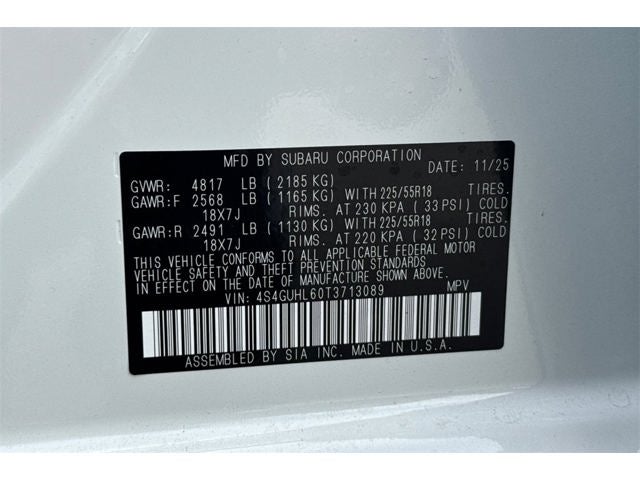 MFD BY SUBARU CORPORATION DATE: 11/25
GVWR: 4817 LB ( 2185 KG)
GAWR:F 2568 LB ( 1165 KG) WITH 225/55R18 TIRES.
18X7J RIMS. AT 230 KPA ( 33 PSI) COLD
GAWR:R 2491 LB ( 1130 KG) WITH 225/55R18 TIRES.
18X7J RIMS. AT 220 KPA ( 32 PSI) COLD
THIS VEHICLE CONFORMS TO ALL APPLICABLE FEDERAL MOTOR
VEHICLE SAFETY AND THEFT PREVENTION STANDARDS
IN EFFECT ON THE DATE OF MANUFACTURE SHOWN ABOVE.
VIN: 4S4GUHL60T3713089 MPV
ASSEMBLED BY SIA INC. MADE IN U.S.A.